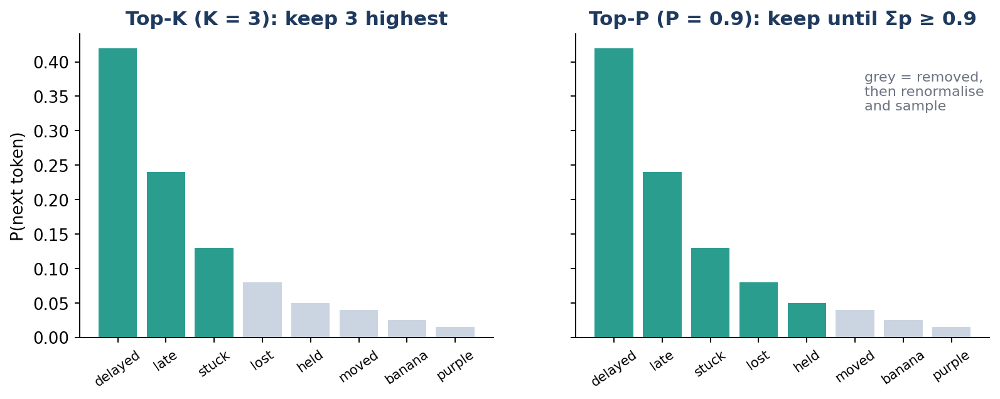 Top-K (K = 3): keep 3 highest
P(next token)
0.40
0.35
0.30
0.25
0.20
0.15
0.10
0.05
0.00
delayed
late
stuck
lost
held
moved
banana
purple
Top-P (P = 0.9): keep until Σp ≥ 0.9
grey = removed,
then renormalise
and sample
delayed
late
stuck
lost
held
moved
banana
purple